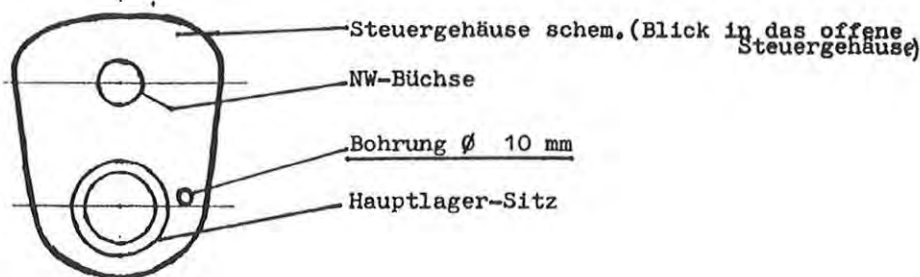 Steuergehäuse schem.(Blick in das offene
Steuergehäuse)
NW-Büchse
Bohrung Ø 10 mm
Hauptlager-Sitz